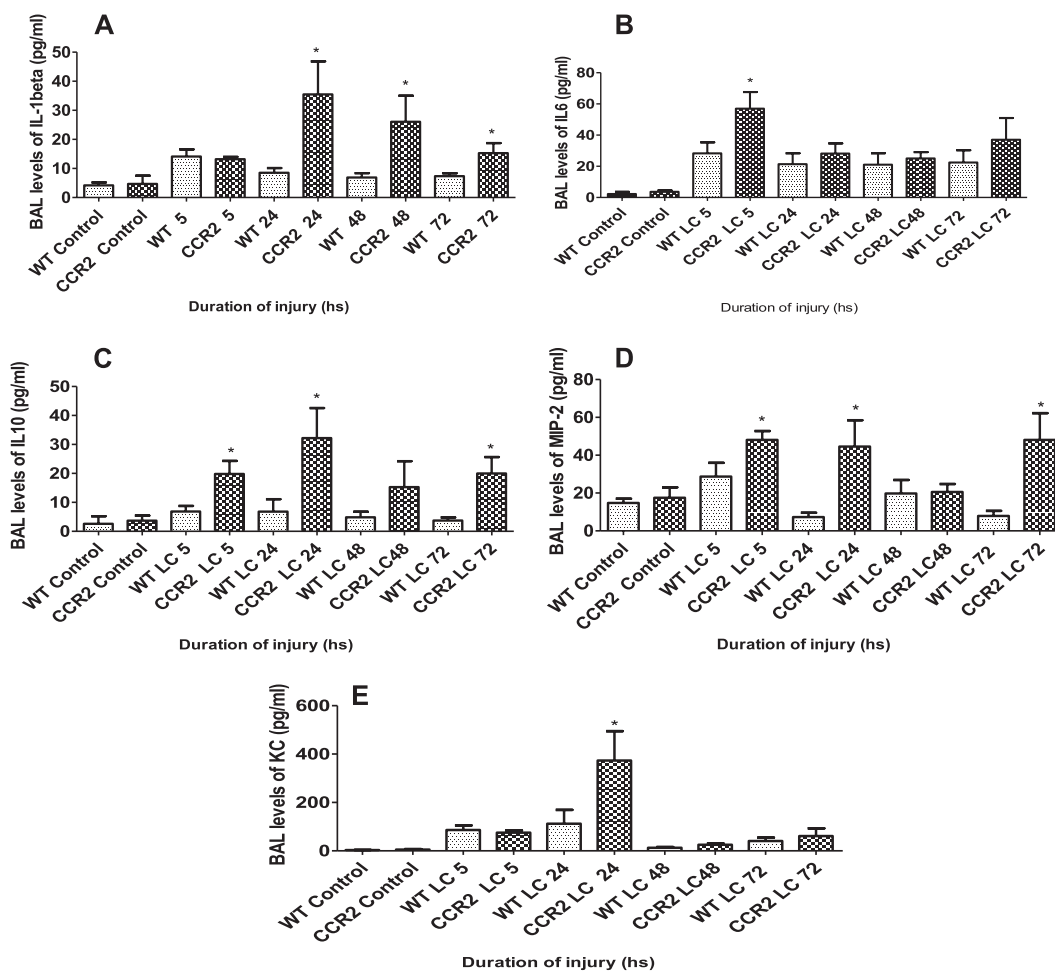 A
BAL levels of IL-1beta (pg/ml)
50
40
30
20
10
0
*
*
*
WT Control
CCR2 Control
WT 5
CCR2 5
WT 24
CCR2 24
WT 48
CCR2 48
WT 72
CCR2 72
Duration of injury (hs)
B
BAL levels of IL6 (pg/ml)
80
60
40
20
0
*
WT Control
CCR2 Control
WT LC 5
CCR2 LC 5
WT LC 24
CCR2 LC 24
WT LC 48
CCR2 LC48
WT LC 72
CCR2 LC 72
Duration of injury (hs)
C
BAL levels of IL10 (pg/ml)
50
40
30
20
10
0
*
*
*
WT Control
CCR2 Control
WT LC 5
CCR2 LC 5
WT LC 24
CCR2 LC 24
WT LC 48
CCR2 LC48
WT LC 72
CCR2 LC 72
Duration of injury (hs)
D
BAL levels of MIP-2 (pg/ml)
80
60
40
20
0
*
*
*
WT Control
CCR2 Control
WT LC 5
CCR2 LC 5
WT LC 24
CCR2 LC 24
WT LC 48
CCR2 LC48
WT LC 72
CCR2 LC 72
Duration of injury (hs)
E
BAL levels of KC (pg/ml)
600
400
200
0
*
WT Control
CCR2 Control
WT LC 5
CCR2 LC 5
WT LC 24
CCR2 LC 24
WT LC 48
CCR2 LC48
WT LC 72
CCR2 LC 72
Duration of injury (hs)